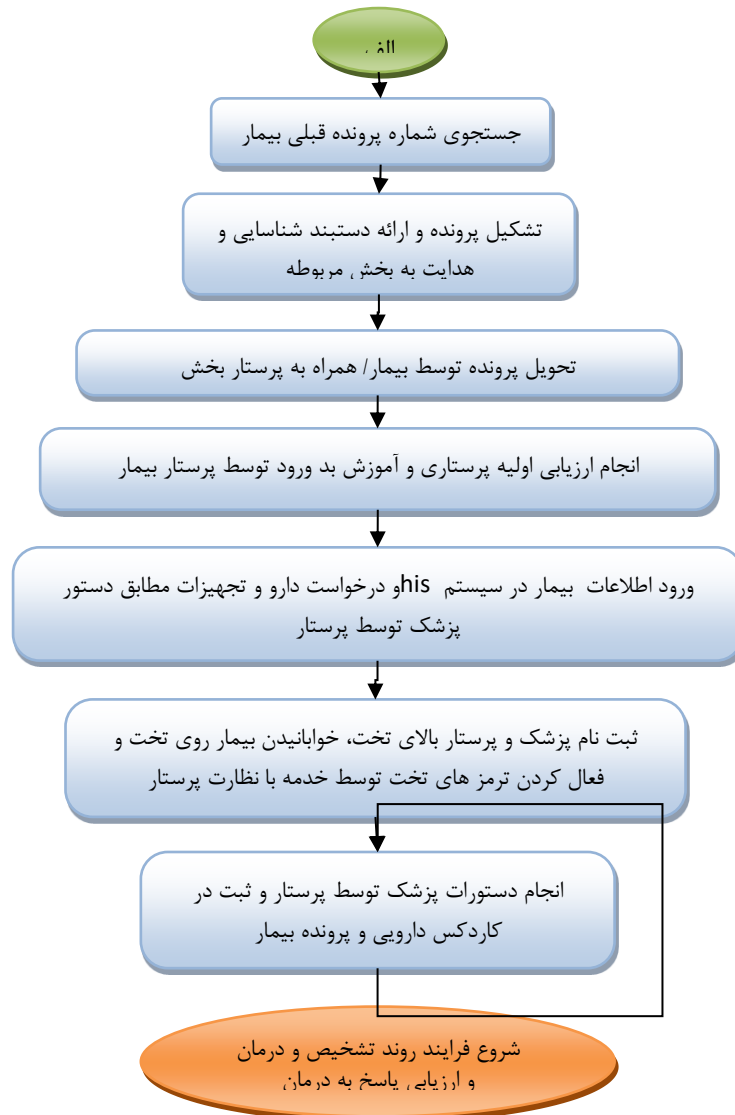 الف
جستجوی شماره پرونده قبلی بیمار
تشکیل پرونده و ارائه دستبند شناسایی و
هدایت به بخش مربوطه
تحویل پرونده توسط بیمار/ همراه به پرستار بخش
انجام ارزیابی اولیه پرستاری و آموزش بد ورود توسط پرستار بیمار
ورود اطلاعات بیمار در سیستم his و درخواست دارو و تجهیزات مطابق دستور
پزشک توسط پرستار
ثبت نام پزشک و پرستار بالای تخت، خوابانیدن بیمار روی تخت و
فعال کردن ترمز های تخت توسط خدمه با نظارت پرستار
انجام دستورات پزشک توسط پرستار و ثبت در
کاردکس دارویی و پرونده بیمار
شروع فرایند روند تشخیص و درمان
و ارزیابی پاسخ به درمان